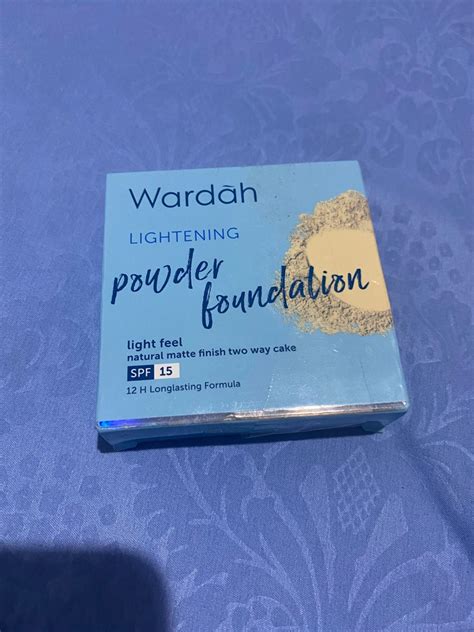 Wardah
LIGHTENING
powder
foundation
light feel
natural matte finish two way cake
SPF 15
12 H Longlasting Formula